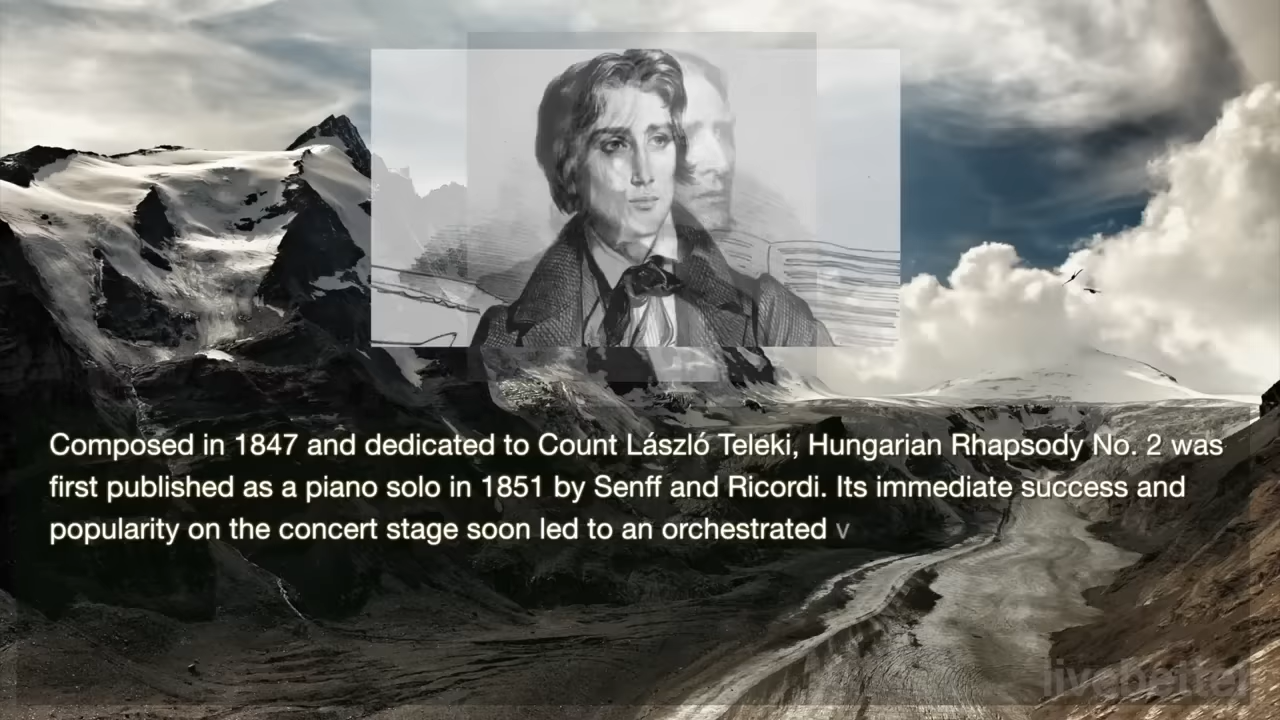 Composed in 1847 and dedicated to Count László Teleki, Hungarian Rhapsody No. 2 was
first published as a piano solo in 1851 by Senff and Ricordi. Its immediate success and
popularity on the concert stage soon led to an orchestrated v
livebetter